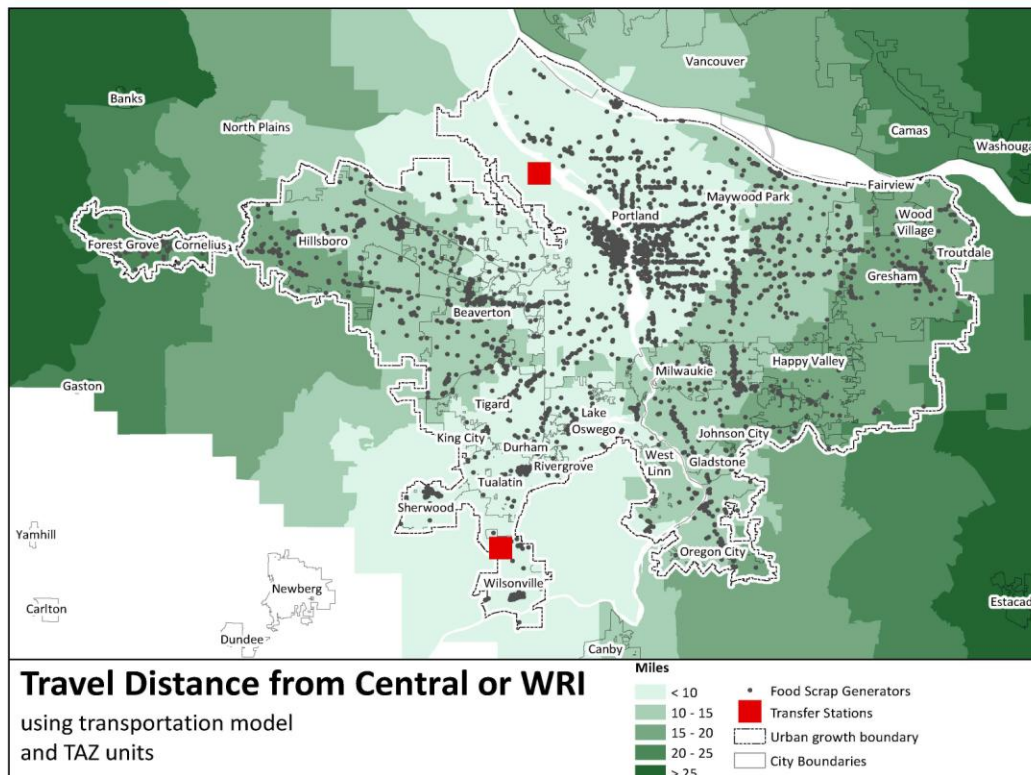 Vancouver
Banks
North Plains
Camas
Washouga
Fairview
Maywood Park
Portland
Wood
Village
Forest Grove
Cornelius
Hillsboro
Troutdale
Gresham
Beaverton
Happy Valley
Milwaukie
Gaston
Tigard
Lake
Oswego
King City
Durham
Johnson City
West
Linn
Gladstone
Rivergrove
Tualatin
Sherwood
Yamhill
Oregon City
Newberg
Wilsonville
Carlton
Estacad
Dundee
Canby
Travel Distance from Central or WRI
using transportation model
and TAZ units
Miles
< 10
10 - 15
15 - 20
20 - 25
> 25
Food Scrap Generators
Transfer Stations
Urban growth boundary
City Boundaries